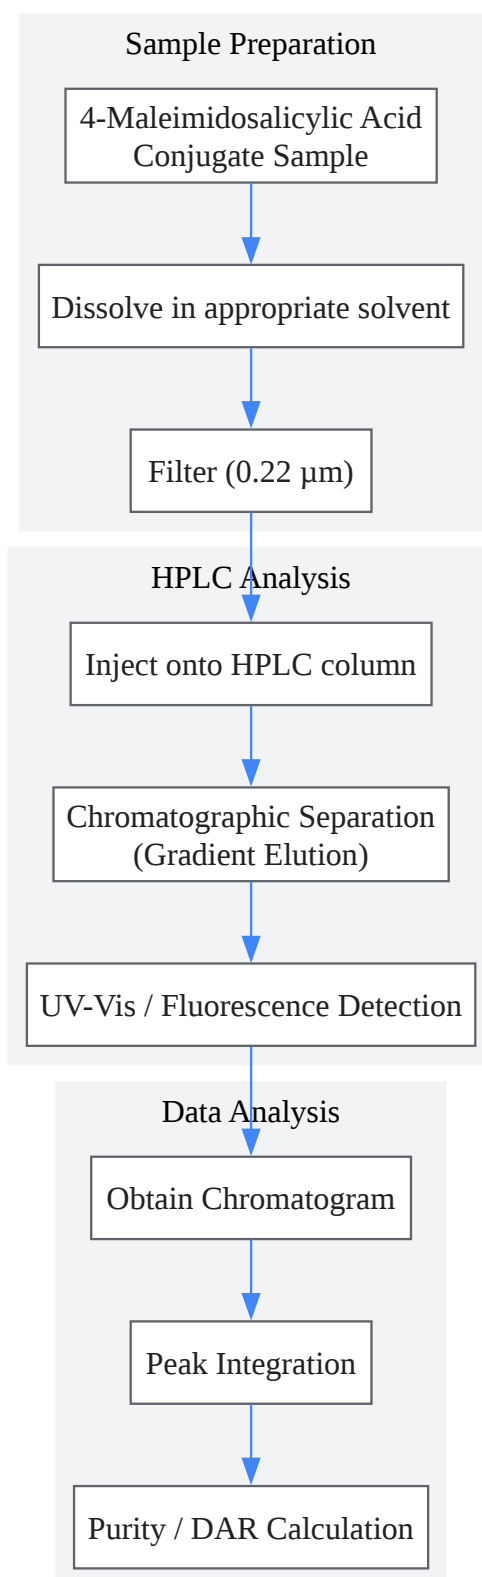 Sample Preparation
4-Maleimidosalicylic Acid
Conjugate Sample
Dissolve in appropriate solvent
Filter (0.22 µm)
HPLC Analysis
Inject onto HPLC column
Chromatographic Separation
(Gradient Elution)
UV-Vis / Fluorescence Detection
Data Analysis
Obtain Chromatogram
Peak Integration
Purity / DAR Calculation